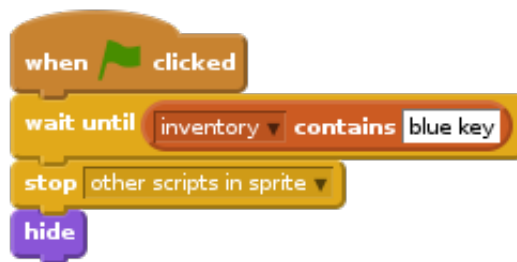 when clicked
wait until inventory contains blue key
stop other scripts in sprite
hide